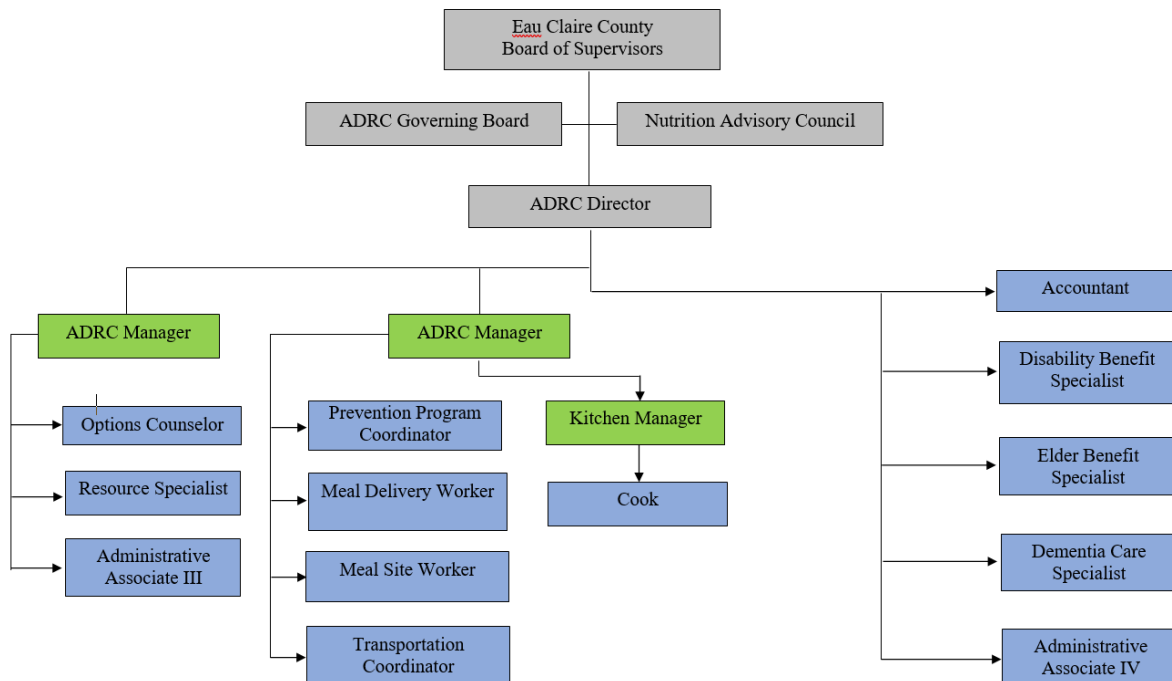 Eau Claire County
Board of Supervisors
ADRC Governing Board
Nutrition Advisory Council
ADRC Director
ADRC Manager
Options Counselor
Resource Specialist
Administrative
Associate III
ADRC Manager
Prevention Program
Coordinator
Meal Delivery Worker
Meal Site Worker
Transportation
Coordinator
Kitchen Manager
Cook
Accountant
Disability Benefit
Specialist
Elder Benefit
Specialist
Dementia Care
Specialist
Administrative
Associate IV